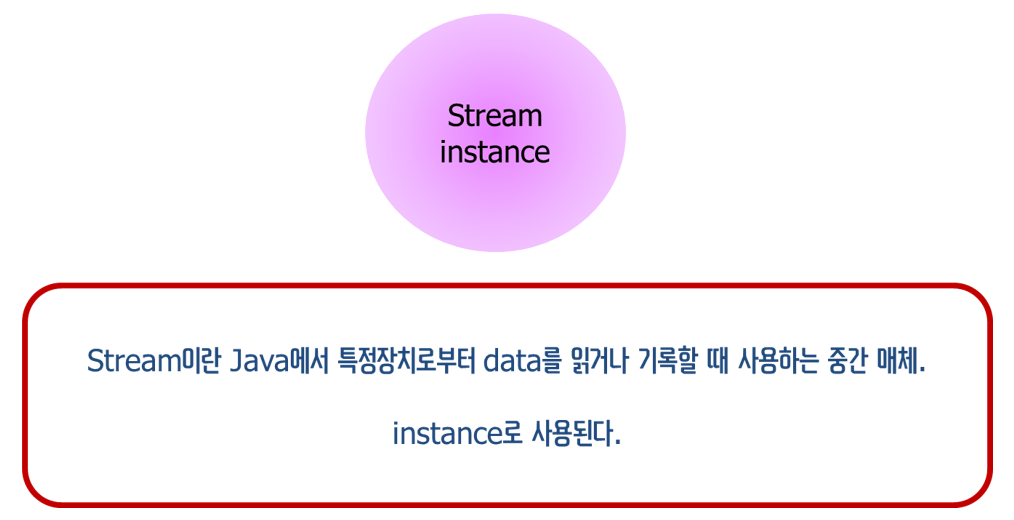 Stream
instance
Stream이란 Java에서 특정장치로부터 data를 읽거나 기록할 때 사용하는 중간 매체.
instance로 사용된다.